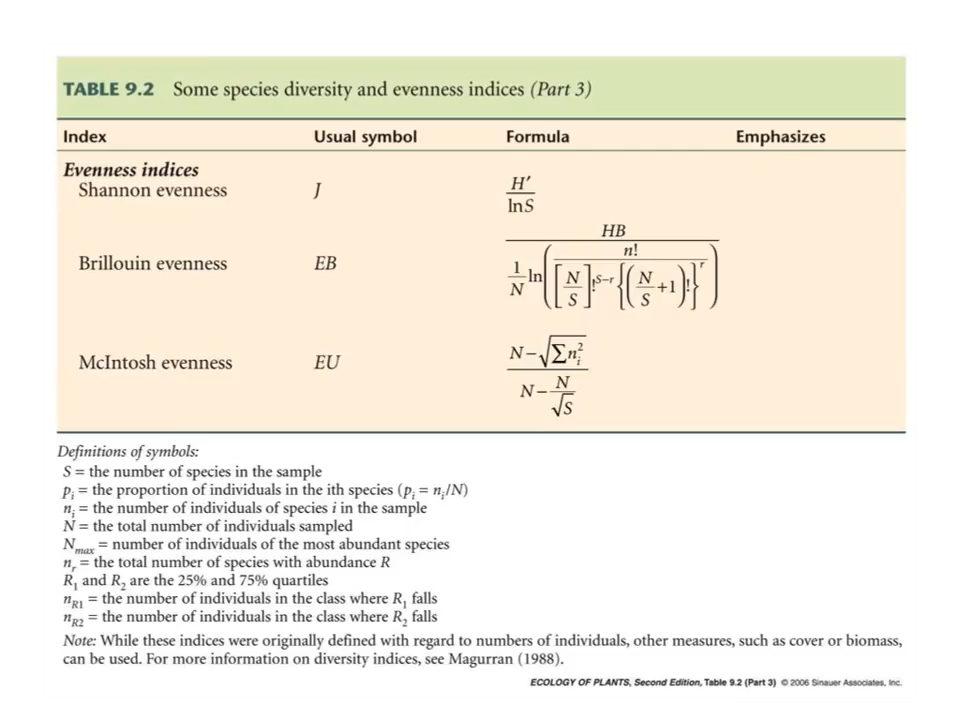 TABLE 9.2 Some species diversity and evenness indices (Part 3)
Index Usual symbol Formula Emphasizes
Evenness indices
Shannon evenness J H′ / lnS
Brillouin evenness EB HB / (1/N ln(n! / ([N/S]!^(S−r) {(N/S +1)!}^r)))
McIntosh evenness EU (N−√Σn_i^2) / (N−N/√S)
Definitions of symbols:
S = the number of species in the sample
p_i = the proportion of individuals in the ith species (p_i = n_i/N)
n_i = the number of individuals of species i in the sample
N = the total number of individuals sampled
N_max = number of individuals of the most abundant species
n_r = the total number of species with abundance R
R_1 and R_2 are the 25% and 75% quartiles
n_R1 = the number of individuals in the class where R_1 falls
n_R2 = the number of individuals in the class where R_2 falls
Note: While these indices were originally defined with regard to numbers of individuals, other measures, such as cover or biomass,
can be used. For more information on diversity indices, see Magurran (1988).
ECOLOGY OF PLANTS, Second Edition, Table 9.2 (Part 3) © 2006 Sinauer Associates, Inc.